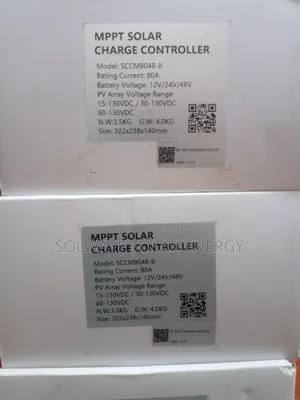 MPPT SOLAR
CHARGE CONTROLLER
Model: SCCM8048-II
Rating Current: 80A
Battery Voltage: 12V/24V/48V
PV Array Voltage Range:
15-130VDC / 30-130VDC
60-130VDC
N.W:3.5KG G.W: 4.0KG
Size: 322x238x140mm
MPPT SOLAR
CHARGE CONTROLLER
Model: SCCM8048-II
Rating Current: 80A
Battery Voltage: 12V/24V/48V
PV Array Voltage Range:
15-130VDC / 30-130VDC
60-130VDC
N.W:3.5KG G.W: 4.0KG
Size: 322x238x140mm